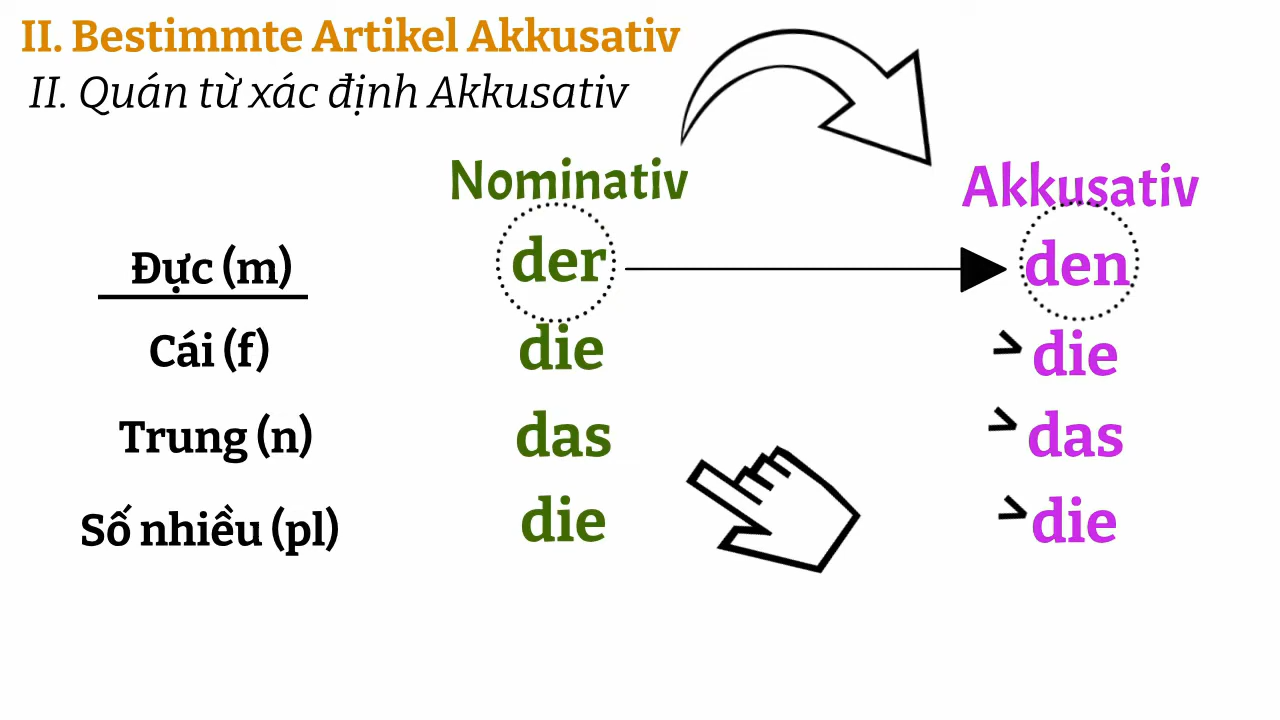 II. Bestimmte Artikel Akkusativ
II. Quán từ xác định Akkusativ
Nominativ Akkusativ
Đực (m) der den
Cái (f) die die
Trung (n) das das
Số nhiều (pl) die die